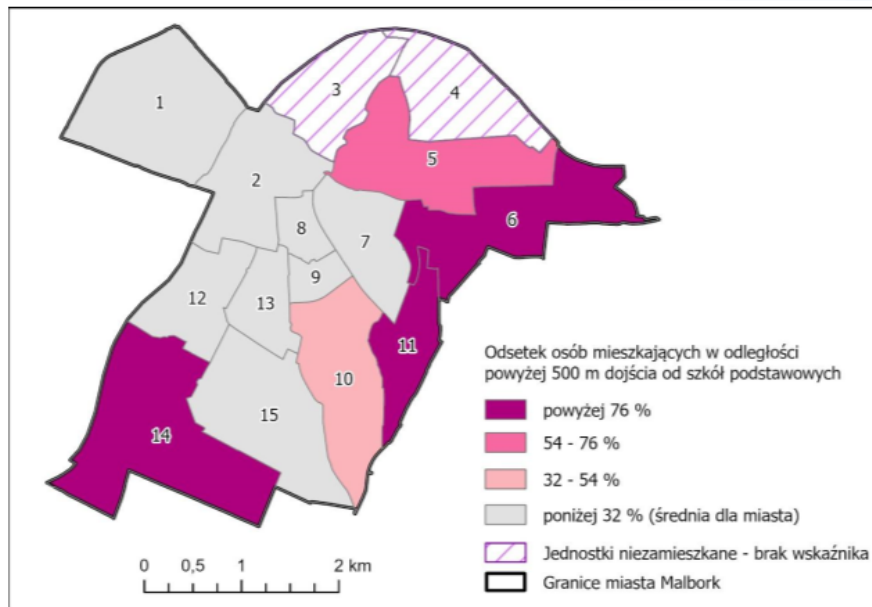 1
3
4
5
2
6
8
7
9
12
13
11
10
15
14
Odsetek osób mieszkających w odległości
powyżej 500 m dojścia od szkół podstawowych
powyżej 76 %
54 - 76 %
32 - 54 %
poniżej 32 % (średnia dla miasta)
Jednostki niezamieszkane - brak wskaźnika
Granice miasta Malbork
0 0,5 1 2 km